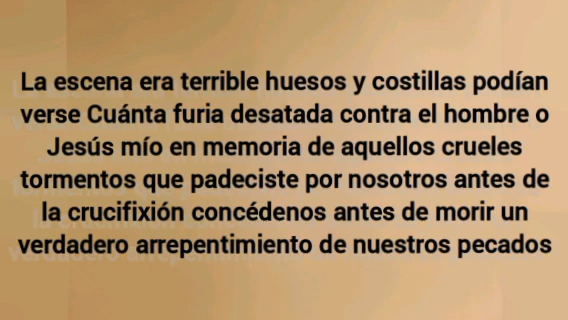 La escena era terrible huesos y costillas podían
verse Cuánta furia desatada contra el hombre o
Jesús mío en memoria de aquellos crueles
tormentos que padeciste por nosotros antes de
la crucifixión concédenos antes de morir un
verdadero arrepentimiento de nuestros pecados